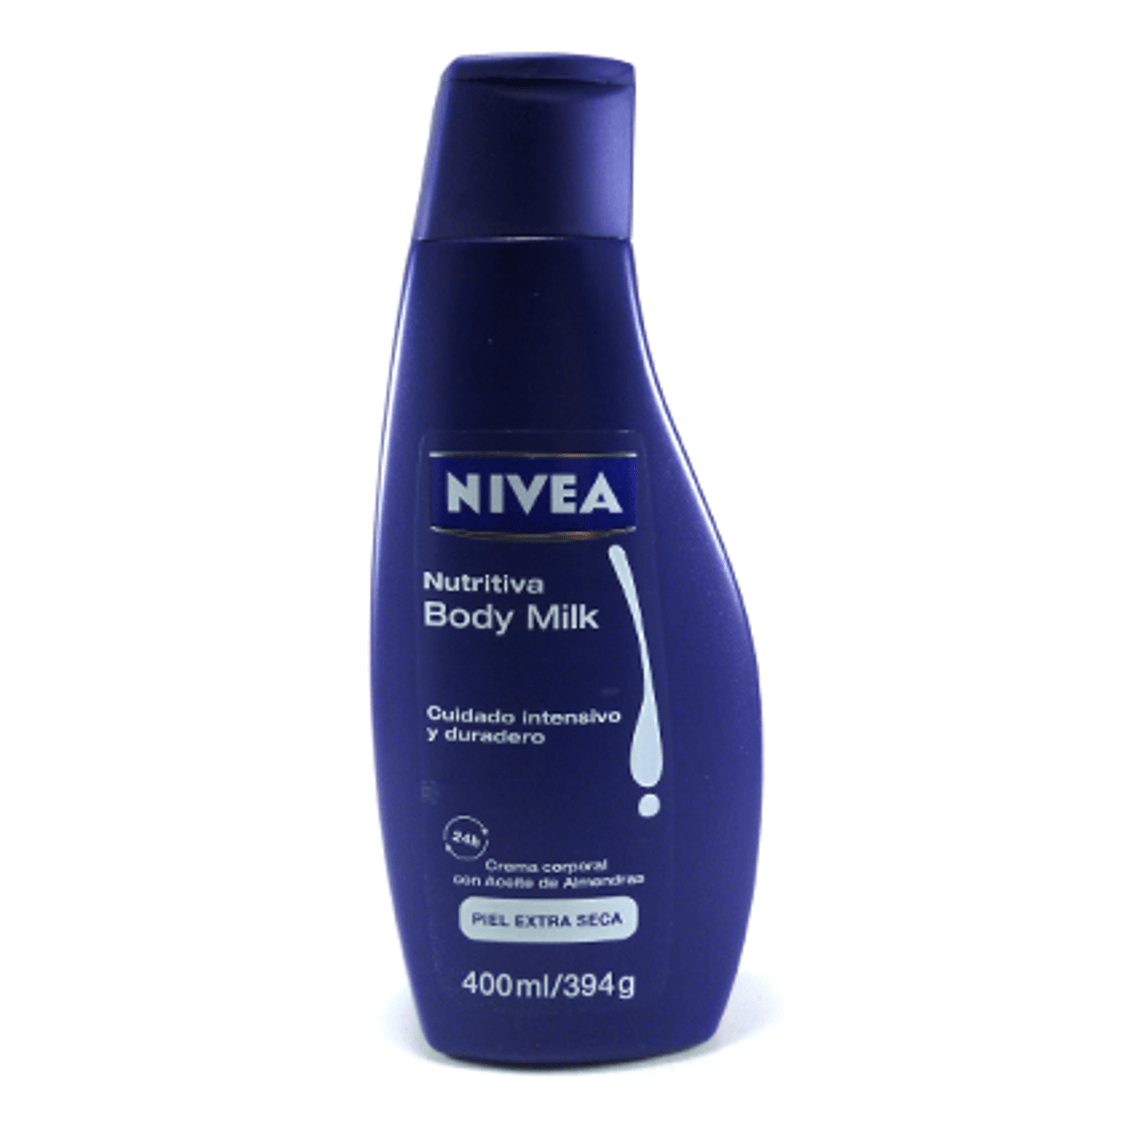 NIVEA
Nutritiva
Body Milk
Cuidado intensivo
y duradero
24h
Crema corporal
con Aceite de Almendras
PIEL EXTRA SECA
400ml/394g